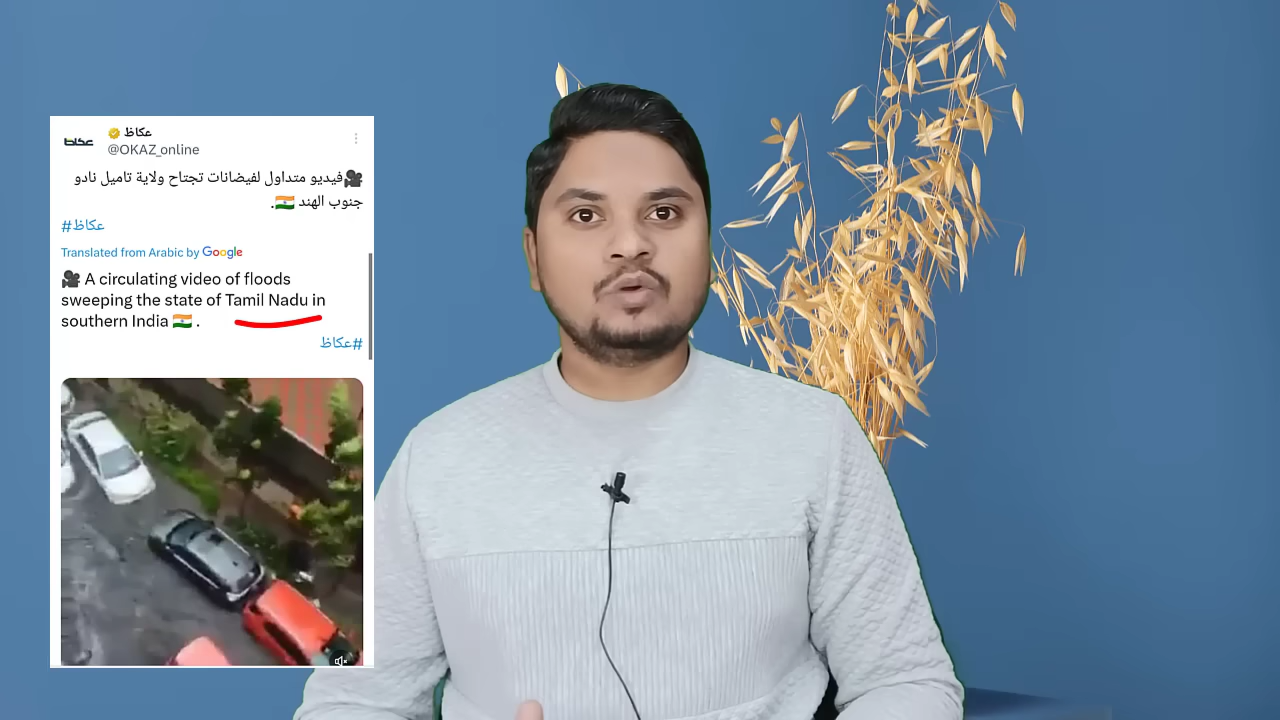 عكاظ
عكاظ
@OKAZ_online
🎥فيديو متداول لفيضانات تجتاح ولاية تاميل نادو
جنوب الهند 🇮🇳.
#عكاظ
Translated from Arabic by Google
🎥 A circulating video of floods
sweeping the state of Tamil Nadu in
southern India 🇮🇳 .
#عكاظ